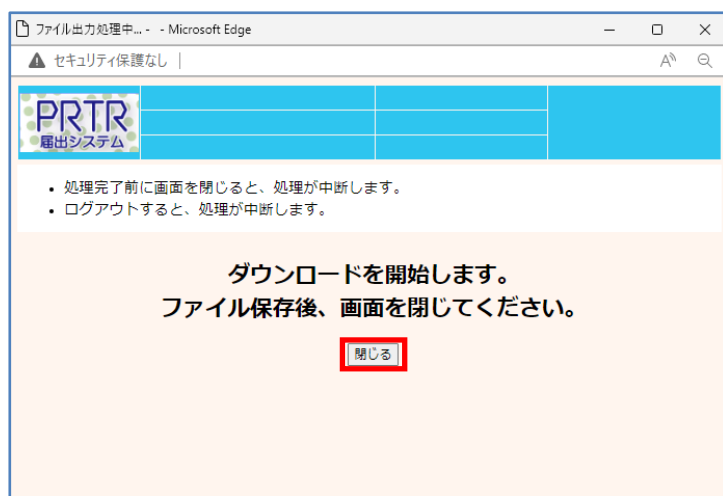 ファイル出力処理中... - - Microsoft Edge
セキュリティ保護なし
PRTR
届出システム
・処理完了前に画面を閉じると、処理が中断します。
・ログアウトすると、処理が中断します。
ダウンロードを開始します。
ファイル保存後、画面を閉じてください。
閉じる